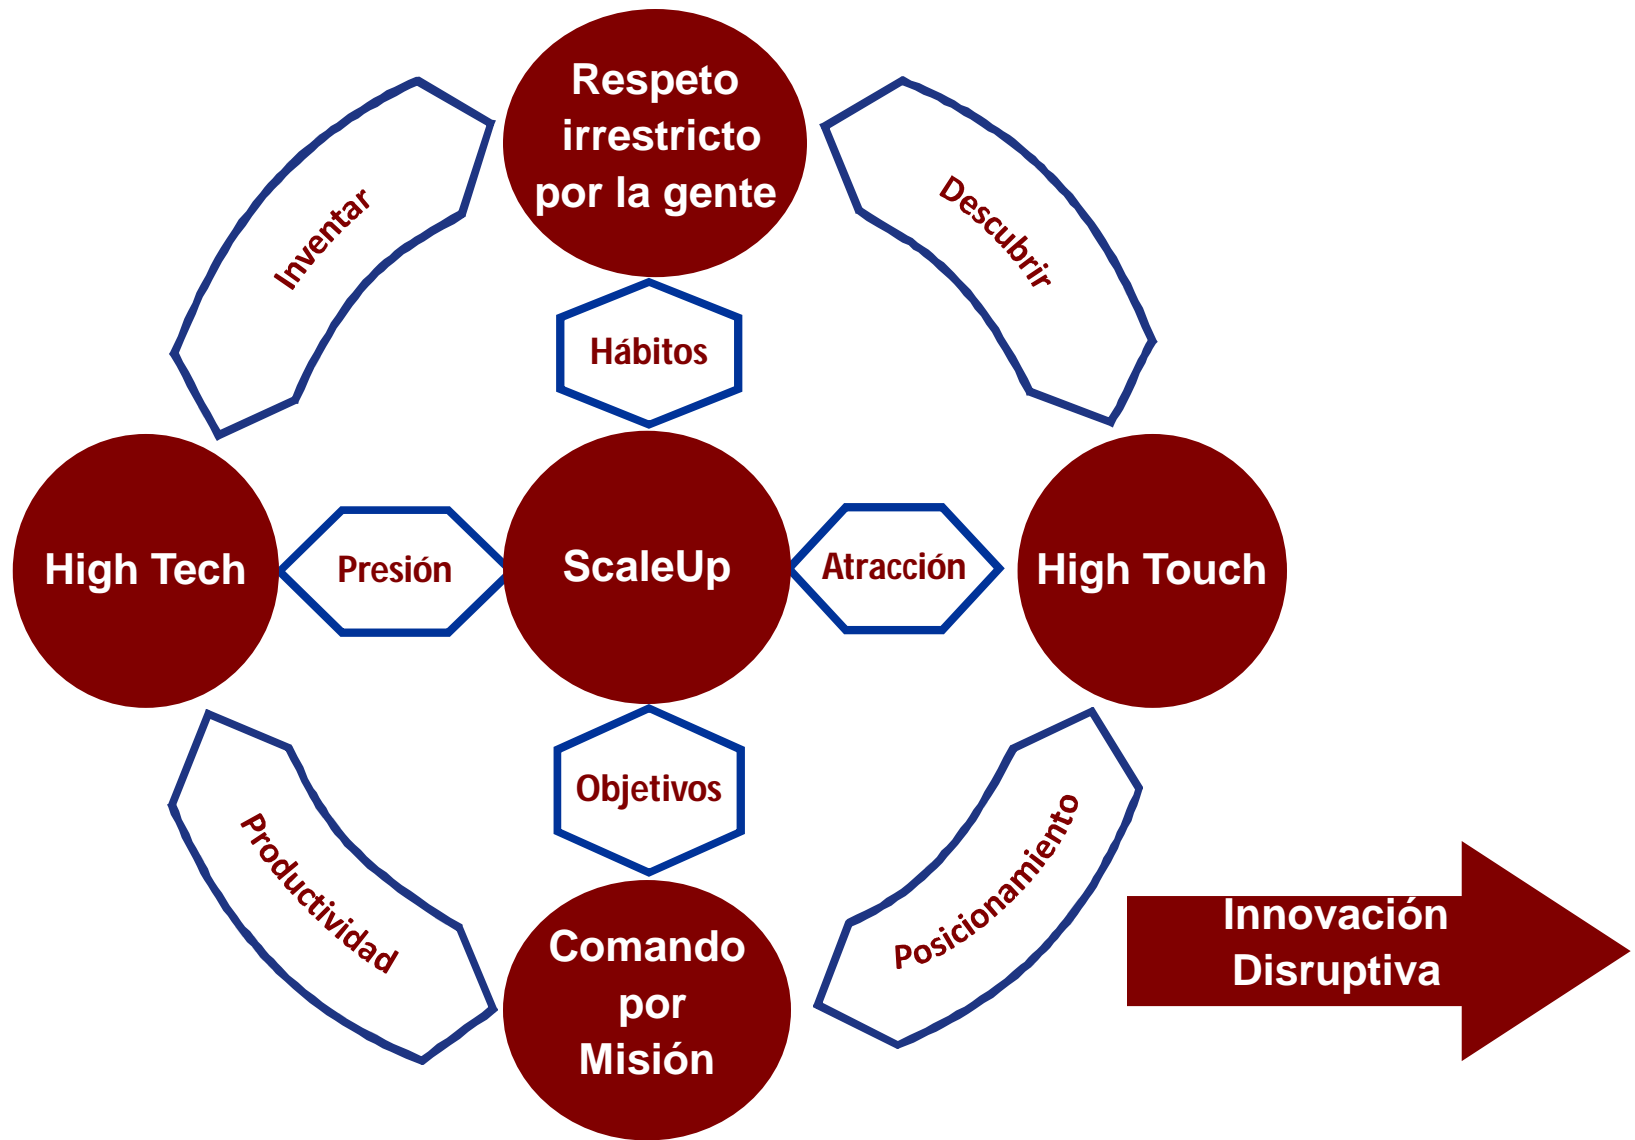 Respeto
irrestricto
por la gente
Inventar
Descubrir
Hábitos
High Tech
Presión
ScaleUp
Atracción
High Touch
Objetivos
Productividad
Posicionamiento
Comando
por
Misión
Innovación
Disruptiva